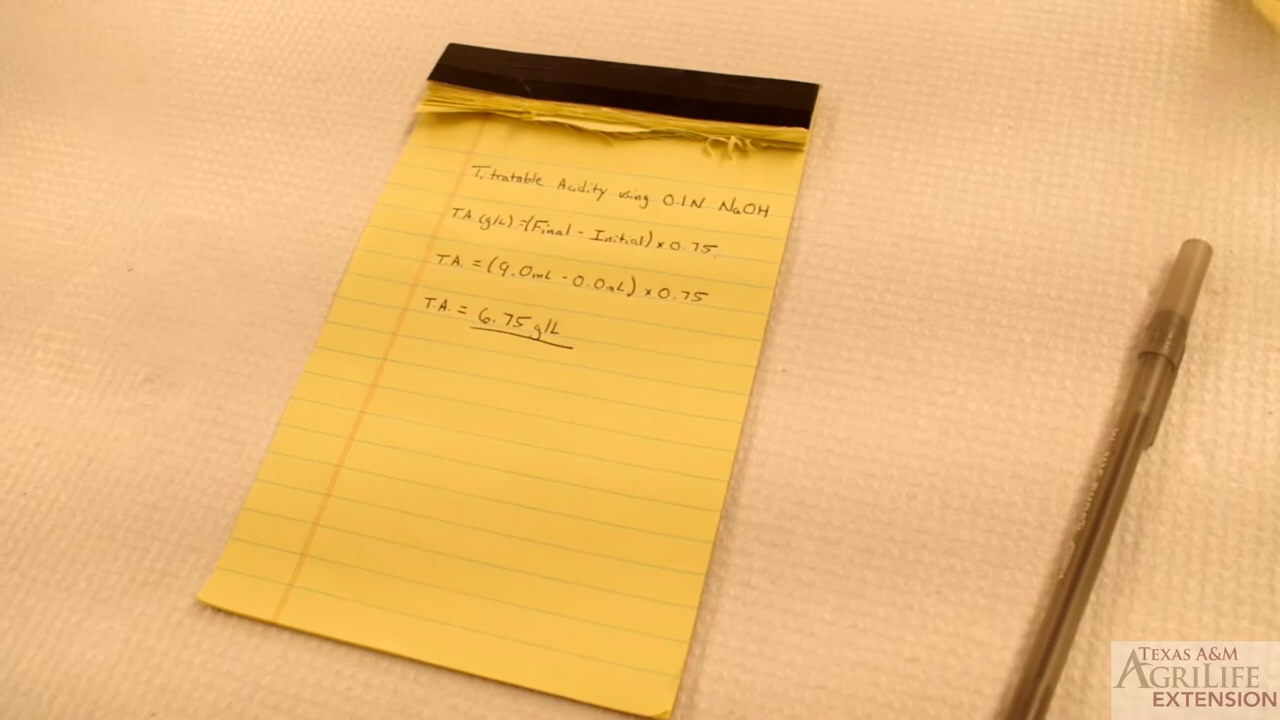 Titratable Acidity using 0.1N NaOH
T.A. (g/L) = (Final - Initial) x 0.75
T.A. = (9.0mL - 0.0mL) x 0.75
T.A. = 6.75 g/L
TEXAS A&M
AGRILIFE
EXTENSION